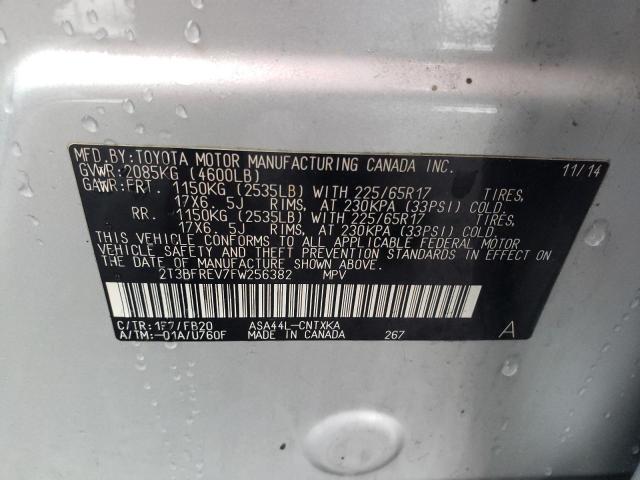 MFD.BY:TOYOTA MOTOR MANUFACTURING CANADA INC. 11/14
GVWR:2085KG (4600LB)
GAWR:FRT. 1150KG (2535LB) WITH 225/65R17 TIRES,
17X6. 5J RIMS, AT 230KPA (33PSI) COLD.
RR. 1150KG (2535LB) WITH 225/65R17 TIRES,
17X6. 5J RIMS, AT 230KPA (33PSI) COLD.
THIS VEHICLE CONFORMS TO ALL APPLICABLE FEDERAL MOTOR
VEHICLE SAFETY AND THEFT PREVENTION STANDARDS IN EFFECT
ON THE DATE OF MANUFACTURE SHOWN ABOVE.
2T3BFREV7FW256382 MPV
C/TR:1F7/FB20 ASA44L-CNTXKA
A/TM:-01A/U760F MADE IN CANADA 267 A